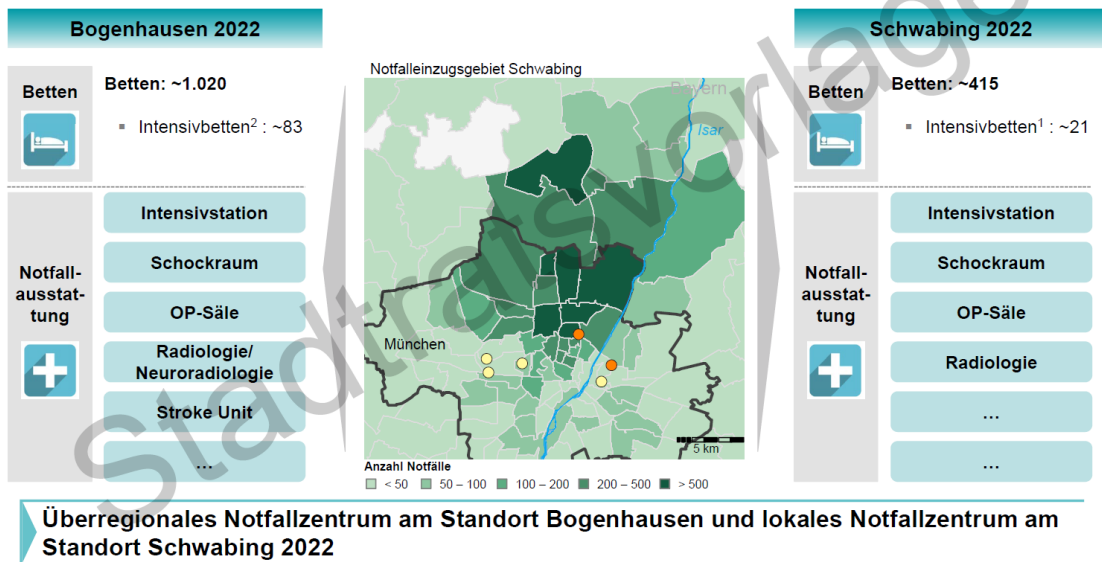 Bogenhausen 2022
Betten
Betten: ~1.020
▪ Intensivbetten² : ~83
Notfall-
ausstat-
tung
Intensivstation
Schockraum
OP-Säle
Radiologie/
Neuroradiologie
Stroke Unit
...
Notfalleinzugsgebiet Schwabing
Bayern
Isar
München
5 km
Anzahl Notfälle
< 50
50 – 100
100 – 200
200 – 500
> 500
Schwabing 2022
Betten
Betten: ~415
▪ Intensivbetten¹ : ~21
Notfall-
ausstat-
tung
Intensivstation
Schockraum
OP-Säle
Radiologie
...
...
Überregionales Notfallzentrum am Standort Bogenhausen und lokales Notfallzentrum am
Standort Schwabing 2022
Stadtratsvorlage